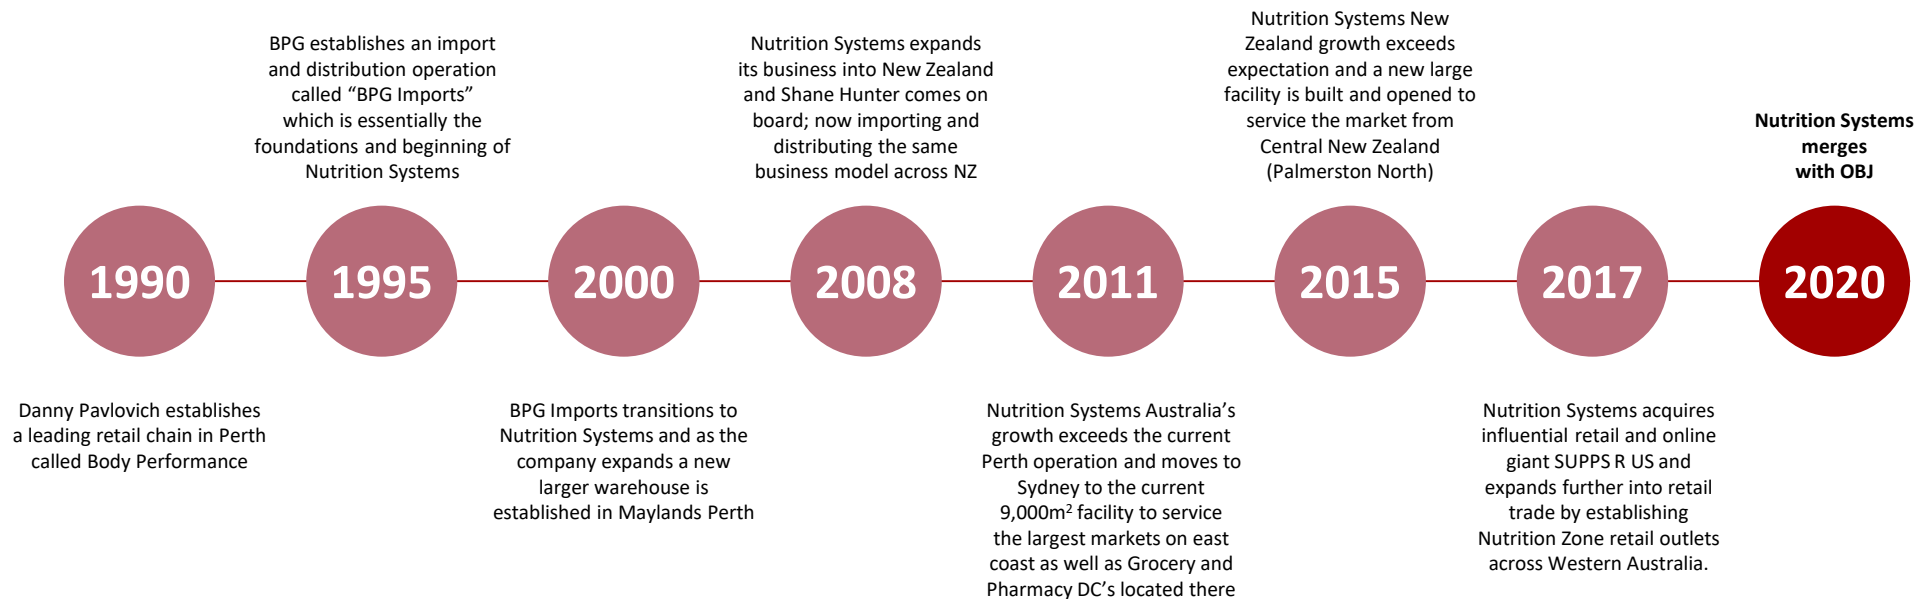 BPG establishes an import
and distribution operation
called “BPG Imports”
which is essentially the
foundations and beginning of
Nutrition Systems
Nutrition Systems expands
its business into New Zealand
and Shane Hunter comes on
board; now importing and
distributing the same
business model across NZ
Nutrition Systems New
Zealand growth exceeds
expectation and a new large
facility is built and opened to
service the market from
Central New Zealand
(Palmerston North)
Nutrition Systems
merges
with OBJ
1990
1995
2000
2008
2011
2015
2017
2020
Danny Pavlovich establishes
a leading retail chain in Perth
called Body Performance
BPG Imports transitions to
Nutrition Systems and as the
company expands a new
larger warehouse is
established in Maylands Perth
Nutrition Systems Australia’s
growth exceeds the current
Perth operation and moves to
Sydney to the current
9,000m² facility to service
the largest markets on east
coast as well as Grocery and
Pharmacy DC’s located there
Nutrition Systems acquires
influential retail and online
giant SUPPS R US and
expands further into retail
trade by establishing
Nutrition Zone retail outlets
across Western Australia.